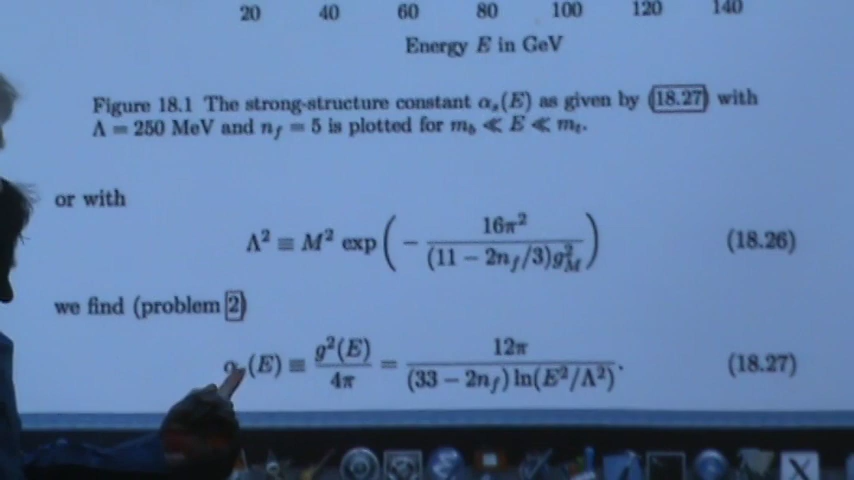 20 40 60 80 100 120 140
Energy E in GeV
Figure 18.1 The strong-structure constant αₛ(E) as given by (18.27) with
Λ = 250 MeV and n_f = 5 is plotted for m_b ≪ E ≪ m_t.
or with
Λ² ≡ M² exp(− 16π² / (11 − 2n_f/3)g²_M) (18.26)
we find (problem 2)
αₛ(E) ≡ g²(E) / 4π = 12π / (33 − 2n_f) ln(E²/Λ²). (18.27)
X